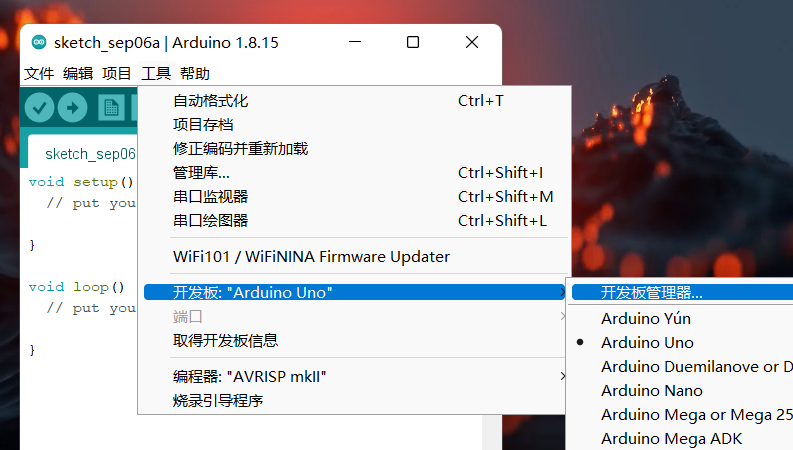 sketch_sep06a | Arduino 1.8.15
文件 编辑 项目 工具 帮助
sketch_sep06
void setup()
// put you
}
void loop()
// put you
}
自动格式化 Ctrl+T
项目存档
修正编码并重新加载
管理库... Ctrl+Shift+I
串口监视器 Ctrl+Shift+M
串口绘图器 Ctrl+Shift+L
WiFi101 / WiFiNINA Firmware Updater
开发板: "Arduino Uno"
端口
取得开发板信息
编程器: "AVRISP mkII"
烧录引导程序
开发板管理器...
Arduino Yún
Arduino Uno
Arduino Duemilanove or D
Arduino Nano
Arduino Mega or Mega 25
Arduino Mega ADK